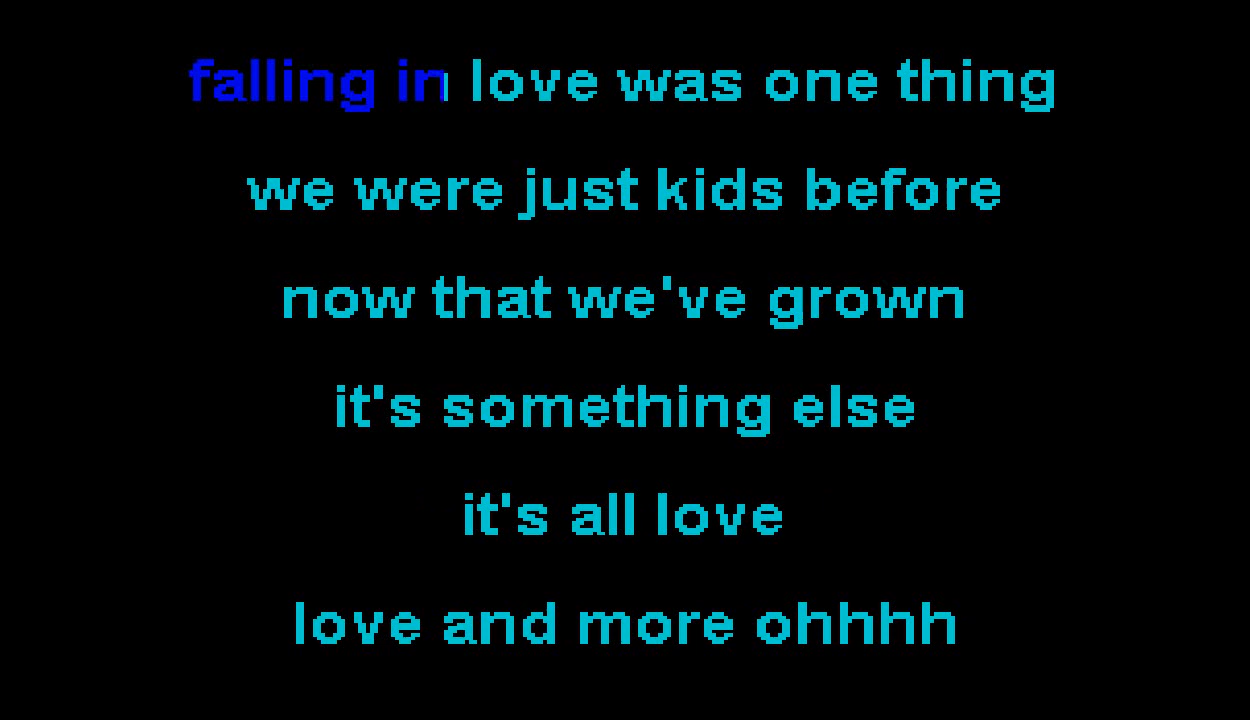 falling in love was one thing
we were just kids before
now that we've grown
it's something else
it's all love
love and more ohhhh